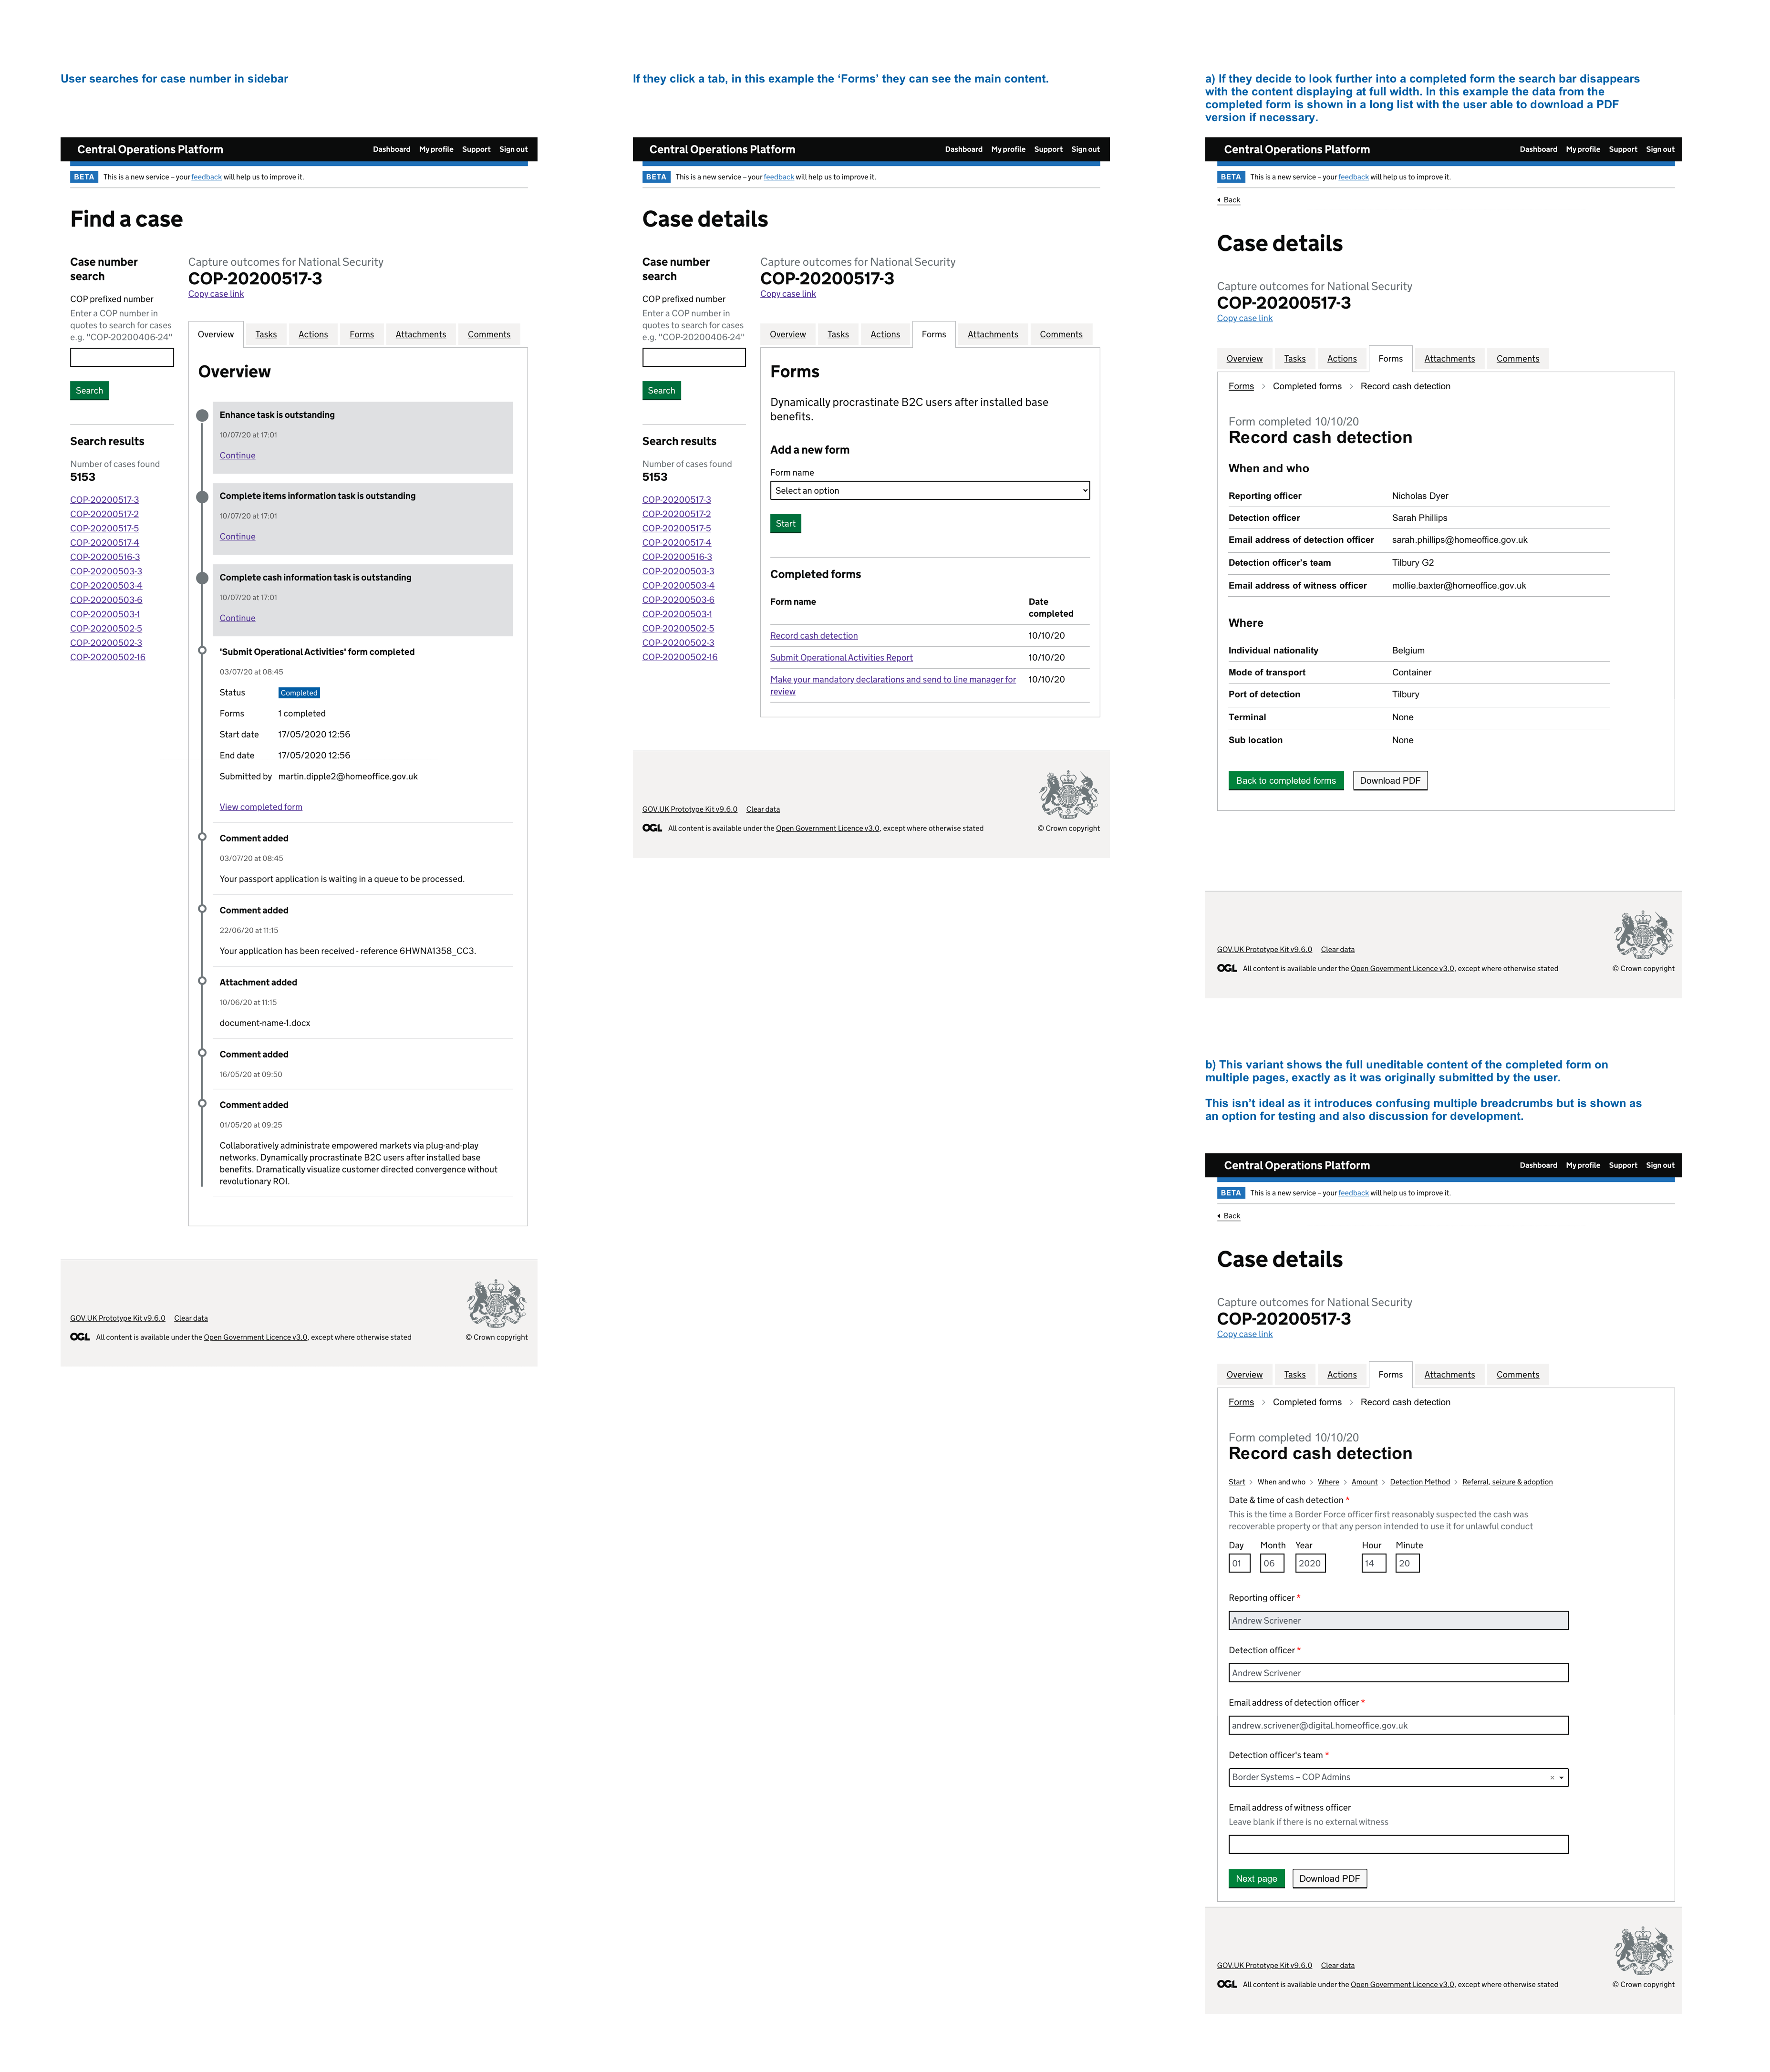 User searches for case number in sidebar
Central Operations Platform
Dashboard My profile Support Sign out
BETA This is a new service – your feedback will help us to improve it.
Find a case
Case number
search
COP prefixed number
Enter a COP number in
quotes to search for cases
e.g. "COP-20200406-24"
Search
Search results
Number of cases found
5153
COP-20200517-3
COP-20200517-2
COP-20200517-5
COP-20200517-4
COP-20200516-3
COP-20200503-3
COP-20200503-4
COP-20200503-6
COP-20200503-1
COP-20200502-5
COP-20200502-3
COP-20200502-16
Capture outcomes for National Security
COP-20200517-3
Copy case link
Overview Tasks Actions Forms Attachments Comments
Overview
Enhance task is outstanding
10/07/20 at 17:01
Continue
Complete items information task is outstanding
10/07/20 at 17:01
Continue
Complete cash information task is outstanding
10/07/20 at 17:01
Continue
'Submit Operational Activities' form completed
03/07/20 at 08:45
Status Completed
Forms 1 completed
Start date 17/05/2020 12:56
End date 17/05/2020 12:56
Submitted by martin.dipple2@homeoffice.gov.uk
View completed form
Comment added
03/07/20 at 08:45
Your passport application is waiting in a queue to be processed.
Comment added
22/06/20 at 11:15
Your application has been received - reference 6HWNA1358_CC3.
Attachment added
10/06/20 at 11:15
document-name-1.docx
Comment added
16/05/20 at 09:50
Comment added
01/05/20 at 09:25
Collaboratively administrate empowered markets via plug-and-play
networks. Dynamically procrastinate B2C users after installed base
benefits. Dramatically visualize customer directed convergence without
revolutionary ROI.
GOV.UK Prototype Kit v9.6.0 Clear data
OGL All content is available under the Open Government Licence v3.0, except where otherwise stated
© Crown copyright
If they click a tab, in this example the ‘Forms’ they can see the main content.
Central Operations Platform
Dashboard My profile Support Sign out
BETA This is a new service – your feedback will help us to improve it.
Case details
Case number
search
COP prefixed number
Enter a COP number in
quotes to search for cases
e.g. "COP-20200406-24"
Search
Search results
Number of cases found
5153
COP-20200517-3
COP-20200517-2
COP-20200517-5
COP-20200517-4
COP-20200516-3
COP-20200503-3
COP-20200503-4
COP-20200503-6
COP-20200503-1
COP-20200502-5
COP-20200502-3
COP-20200502-16
Capture outcomes for National Security
COP-20200517-3
Copy case link
Overview Tasks Actions Forms Attachments Comments
Forms
Dynamically procrastinate B2C users after installed base
benefits.
Add a new form
Form name
Select an option
Start
Completed forms
Form name Date
completed
Record cash detection 10/10/20
Submit Operational Activities Report 10/10/20
Make your mandatory declarations and send to line manager for 10/10/20
review
GOV.UK Prototype Kit v9.6.0 Clear data
OGL All content is available under the Open Government Licence v3.0, except where otherwise stated
© Crown copyright
a) If they decide to look further into a completed form the search bar disappears
with the content displaying at full width. In this example the data from the
completed form is shown in a long list with the user able to download a PDF
version if necessary.
Central Operations Platform
Dashboard My profile Support Sign out
BETA This is a new service – your feedback will help us to improve it.
Back
Case details
Capture outcomes for National Security
COP-20200517-3
Copy case link
Overview Tasks Actions Forms Attachments Comments
Forms > Completed forms > Record cash detection
Form completed 10/10/20
Record cash detection
When and who
Reporting officer Nicholas Dyer
Detection officer Sarah Phillips
Email address of detection officer sarah.phillips@homeoffice.gov.uk
Detection officer’s team Tilbury G2
Email address of witness officer mollie.baxter@homeoffice.gov.uk
Where
Individual nationality Belgium
Mode of transport Container
Port of detection Tilbury
Terminal None
Sub location None
Back to completed forms Download PDF
GOV.UK Prototype Kit v9.6.0 Clear data
OGL All content is available under the Open Government Licence v3.0, except where otherwise stated
© Crown copyright
b) This variant shows the full uneditable content of the completed form on
multiple pages, exactly as it was originally submitted by the user.
This isn’t ideal as it introduces confusing multiple breadcrumbs but is shown as
an option for testing and also discussion for development.
Central Operations Platform
Dashboard My profile Support Sign out
BETA This is a new service – your feedback will help us to improve it.
Back
Case details
Capture outcomes for National Security
COP-20200517-3
Copy case link
Overview Tasks Actions Forms Attachments Comments
Forms > Completed forms > Record cash detection
Form completed 10/10/20
Record cash detection
Start > When and who > Where > Amount > Detection Method > Referral, seizure & adoption
Date & time of cash detection *
This is the time a Border Force officer first reasonably suspected the cash was
recoverable property or that any person intended to use it for unlawful conduct
Day Month Year Hour Minute
01 06 2020 14 20
Reporting officer *
Andrew Scrivener
Detection officer *
Andrew Scrivener
Email address of detection officer *
andrew.scrivener@digital.homeoffice.gov.uk
Detection officer's team *
Border Systems – COP Admins ×
Email address of witness officer
Leave blank if there is no external witness
Next page Download PDF
GOV.UK Prototype Kit v9.6.0 Clear data
OGL All content is available under the Open Government Licence v3.0, except where otherwise stated
© Crown copyright